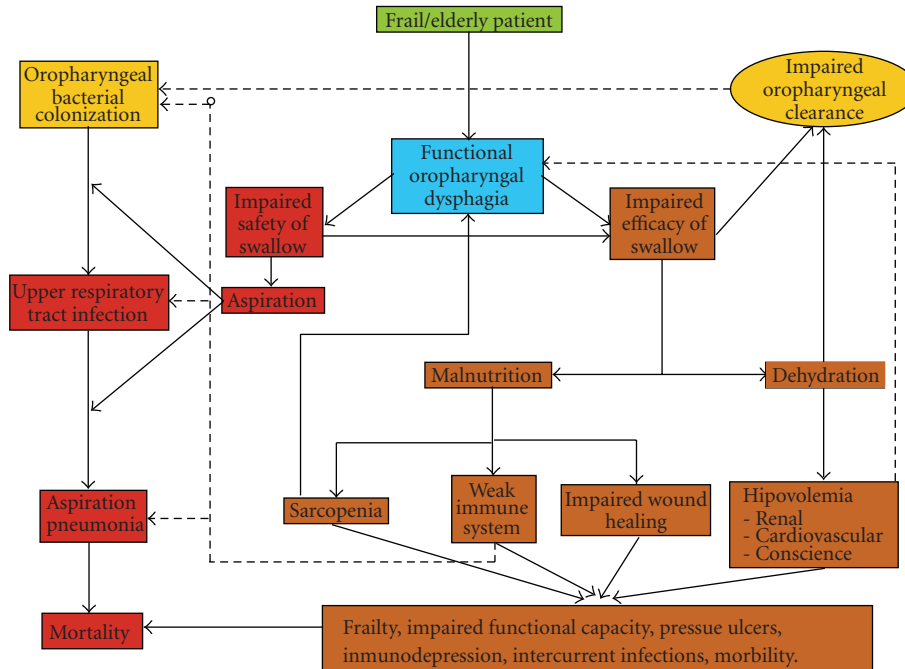 Frail/elderly patient
Oropharyngeal
bacterial
colonization
Impaired
oropharyngeal
clearance
Functional
oropharyngal
dysphagia
Impaired
safety of
swallow
Impaired
efficacy of
swallow
Upper respiratory
tract infection
Aspiration
Malnutrition
Dehydration
Aspiration
pneumonia
Sarcopenia
Weak
immune
system
Impaired wound
healing
Hipovolemia
- Renal
- Cardiovascular
- Conscience
Mortality
Frailty, impaired functional capacity, pressue ulcers,
inmunodepression, intercurrent infections, morbility.